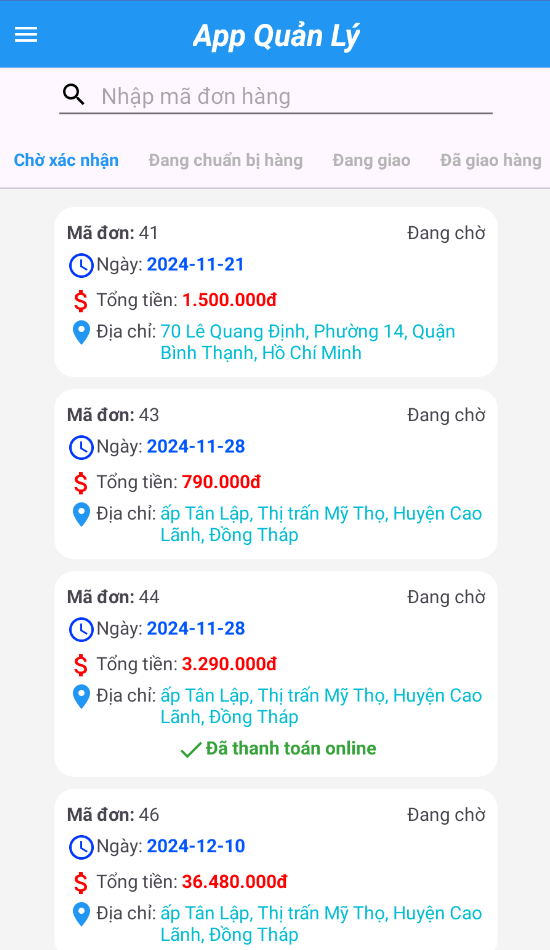 App Quản Lý
Nhập mã đơn hàng
Chờ xác nhận Đang chuẩn bị hàng Đang giao Đã giao hàng
Mã đơn: 41 Đang chờ
Ngày: 2024-11-21
Tổng tiền: 1.500.000đ
Địa chỉ: 70 Lê Quang Định, Phường 14, Quận
Bình Thạnh, Hồ Chí Minh
Mã đơn: 43 Đang chờ
Ngày: 2024-11-28
Tổng tiền: 790.000đ
Địa chỉ: ấp Tân Lập, Thị trấn Mỹ Thọ, Huyện Cao
Lãnh, Đồng Tháp
Mã đơn: 44 Đang chờ
Ngày: 2024-11-28
Tổng tiền: 3.290.000đ
Địa chỉ: ấp Tân Lập, Thị trấn Mỹ Thọ, Huyện Cao
Lãnh, Đồng Tháp
Đã thanh toán online
Mã đơn: 46 Đang chờ
Ngày: 2024-12-10
Tổng tiền: 36.480.000đ
Địa chỉ: ấp Tân Lập, Thị trấn Mỹ Thọ, Huyện Cao
Lãnh, Đồng Tháp